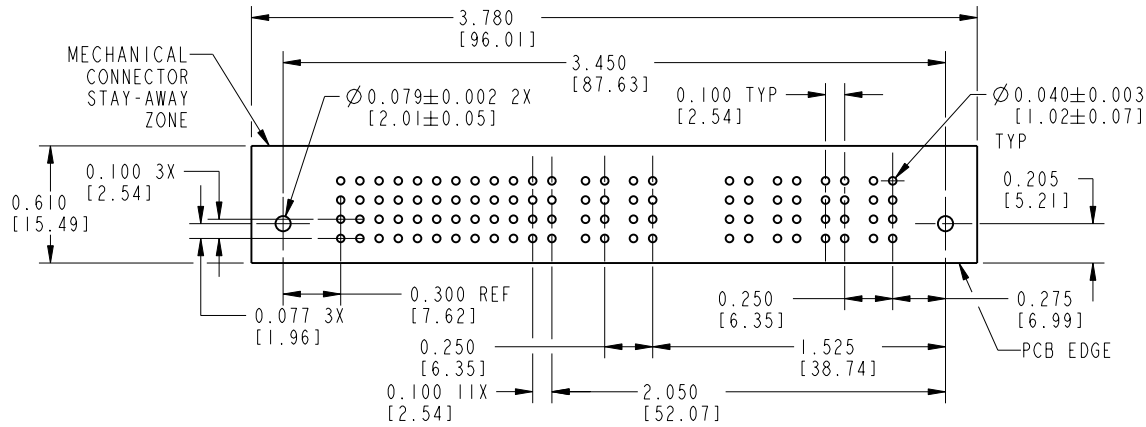 3.780
[96.01]
MECHANICAL
CONNECTOR
STAY-AWAY
ZONE
3.450
[87.63]
Ø0.079±0.002 2X
[2.01±0.05]
0.100 TYP
[2.54]
Ø0.040±0.003
[1.02±0.07]
TYP
0.100 3X
[2.54]
0.610
[15.49]
0.205
[5.21]
0.300 REF
[7.62]
0.077 3X
[1.96]
0.250
[6.35]
0.275
[6.99]
0.250
[6.35]
1.525
[38.74]
PCB EDGE
0.100 11X
[2.54]
2.050
[52.07]